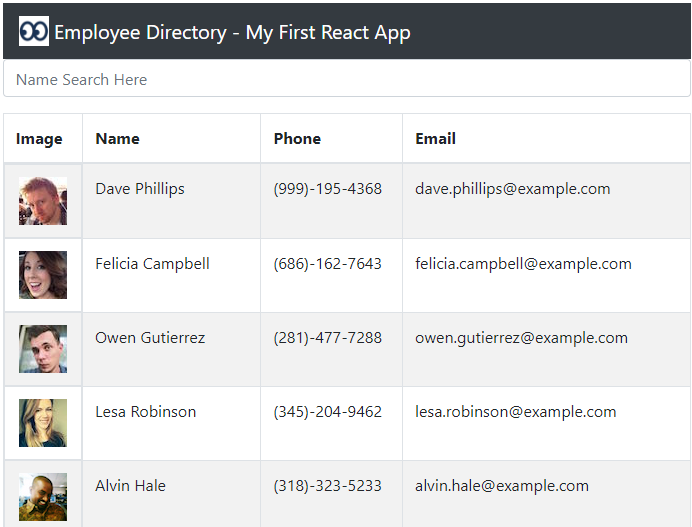 Employee Directory - My First React App
Name Search Here
Image Name Phone Email
Dave Phillips (999)-195-4368 dave.phillips@example.com
Felicia Campbell (686)-162-7643 felicia.campbell@example.com
Owen Gutierrez (281)-477-7288 owen.gutierrez@example.com
Lesa Robinson (345)-204-9462 lesa.robinson@example.com
Alvin Hale (318)-323-5233 alvin.hale@example.com